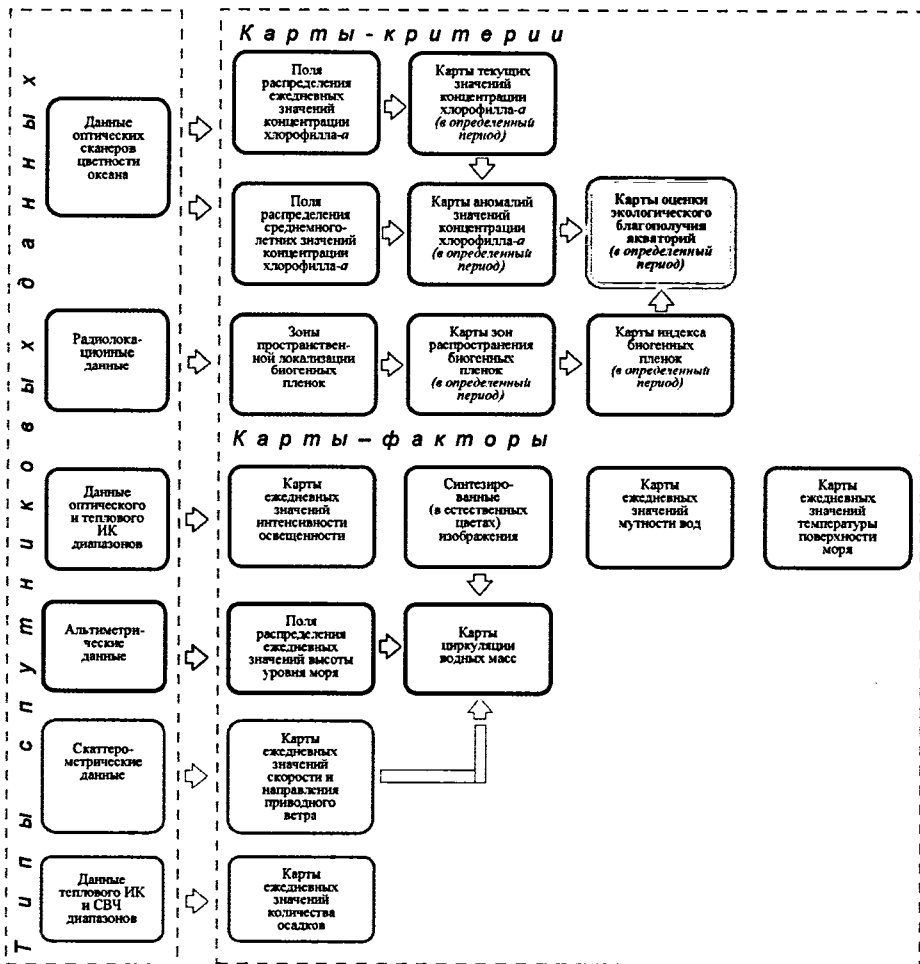 Типы спутниковых данных
Карты-критерии
Данные
оптических
сканеров
цветности
океана
Поля
распределения
ежедневных
значений
концентрации
хлорофилла-а
Карты текущих
значений
концентрации
хлорофилла-а
(в определенный
период)
Поля
распределения
среднемного-
летних значений
концентрации
хлорофилла-а
Карты аномалий
значений
концентрации
хлорофилла-а
(в определенный
период)
Карты оценки
экологического
благополучия
акваторий
(в определенный
период)
Радиолока-
ционные
данные
Зоны
пространствен-
ной локализации
биогенных
пленок
Карты зон
распространения
биогенных
пленок
(в определенный
период)
Карты индекса
биогенных
пленок
(в определенный
период)
Карты–факторы
Данные
оптического
и теплового ИК
диапазонов
Карты
ежедневных
значений
интенсивности
освещенности
Синтезиро-
ванные
(в естественных
цветах)
изображения
Карты
ежедневных
значений
мутности вод
Карты
ежедневных
значений
температуры
поверхности
моря
Альтиметри-
ческие
данные
Поля
распределения
ежедневных
значений высоты
уровня моря
Карты
циркуляции
водных масс
Скаттеро-
метрические
данные
Карты
ежедневных
значений
скорости и
направления
приводного
ветра
Данные
теплового ИК
и СВЧ
диапазонов
Карты
ежедневных
значений
количества
осадков